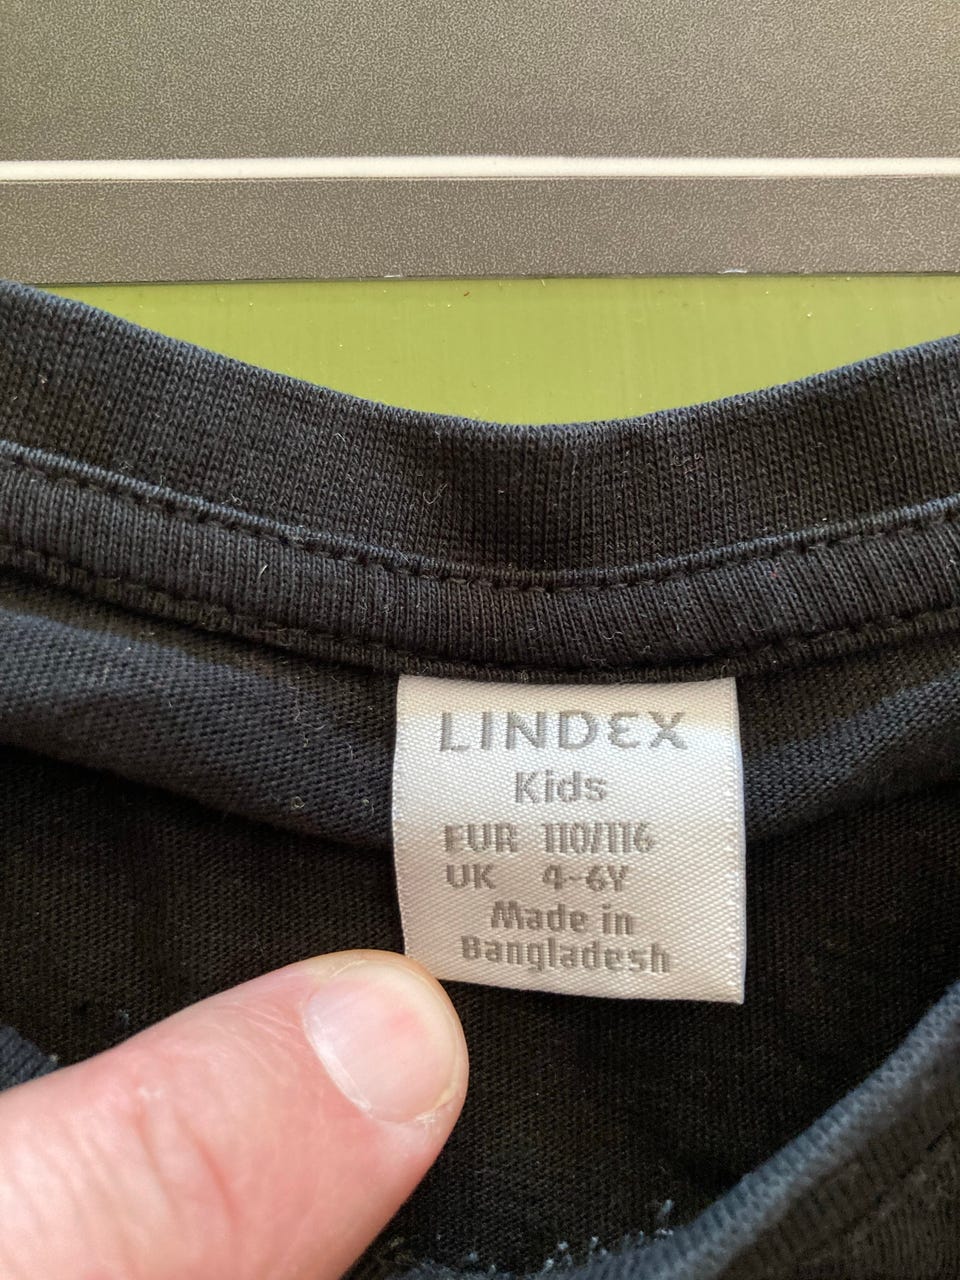 LINDEX
Kids
EUR 110/116
UK 4-6Y
Made in
Bangladesh